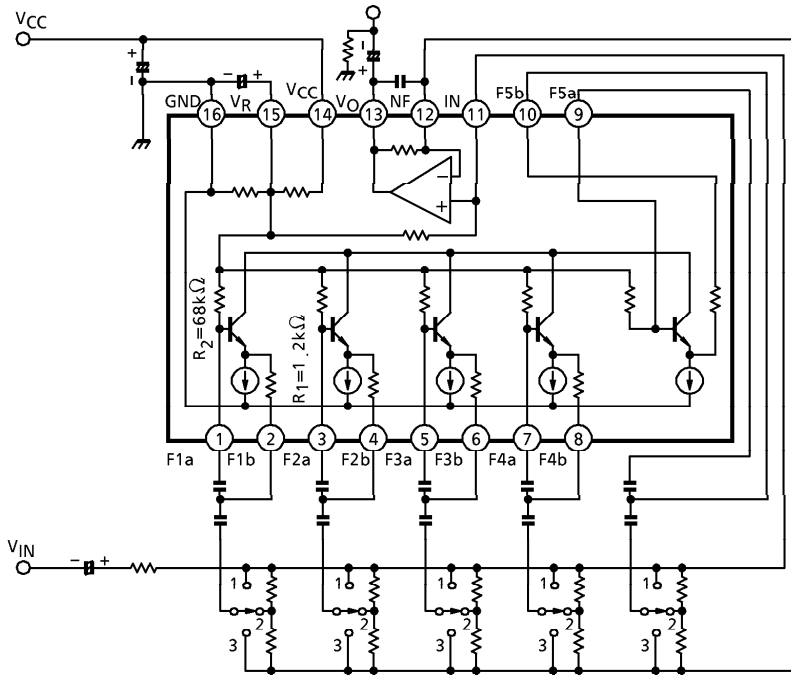 VCC
GND VR VCC VO NF IN F5b F5a
16 15 14 13 12 11 10 9
R2=68kΩ
R1=1.2kΩ
1 2 3 4 5 6 7 8
F1a F1b F2a F2b F3a F3b F4a F4b
VIN
1 1 1 1 1
2 2 2 2 2
3 3 3 3 3